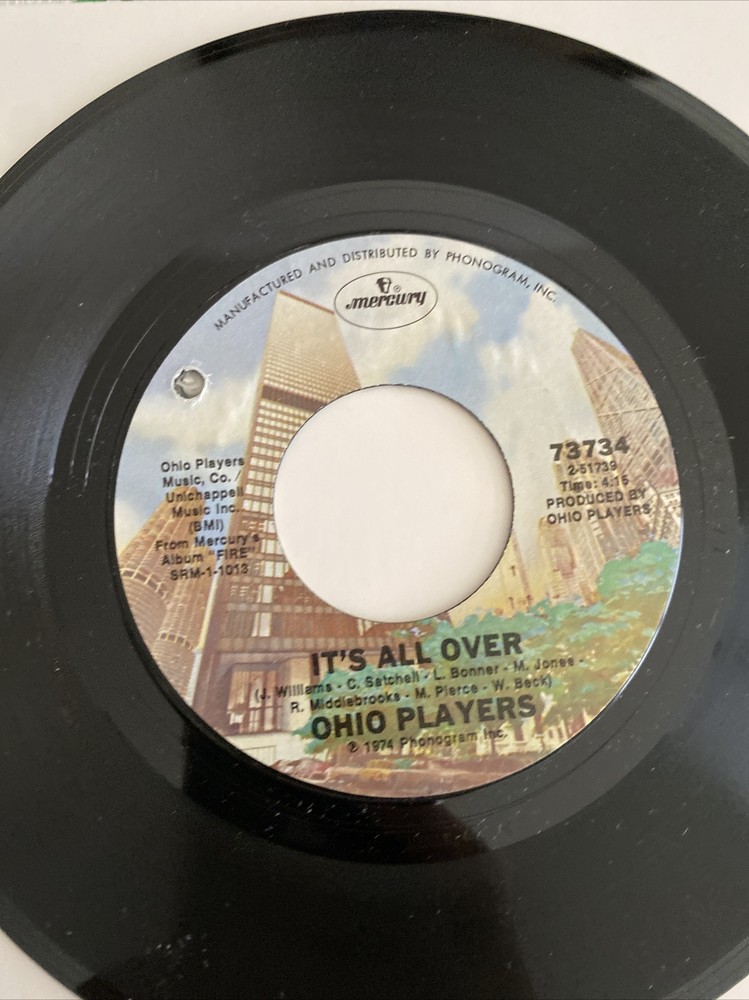 MANUFACTURED AND DISTRIBUTED BY PHONOGRAM, INC.
mercury®
Ohio Players
Music, Co. /
Unichappell
Music Inc.
(BMI)
From Mercury's
Album "FIRE"
SRM-1-1013
73734
2-51739
Time: 4:15
PRODUCED BY
OHIO PLAYERS
IT'S ALL OVER
(J. Williams - C. Satchell - L. Bonner - M. Jones -
R. Middlebrooks - M. Pierce - W. Beck)
OHIO PLAYERS
℗ 1974 Phonogram Inc.